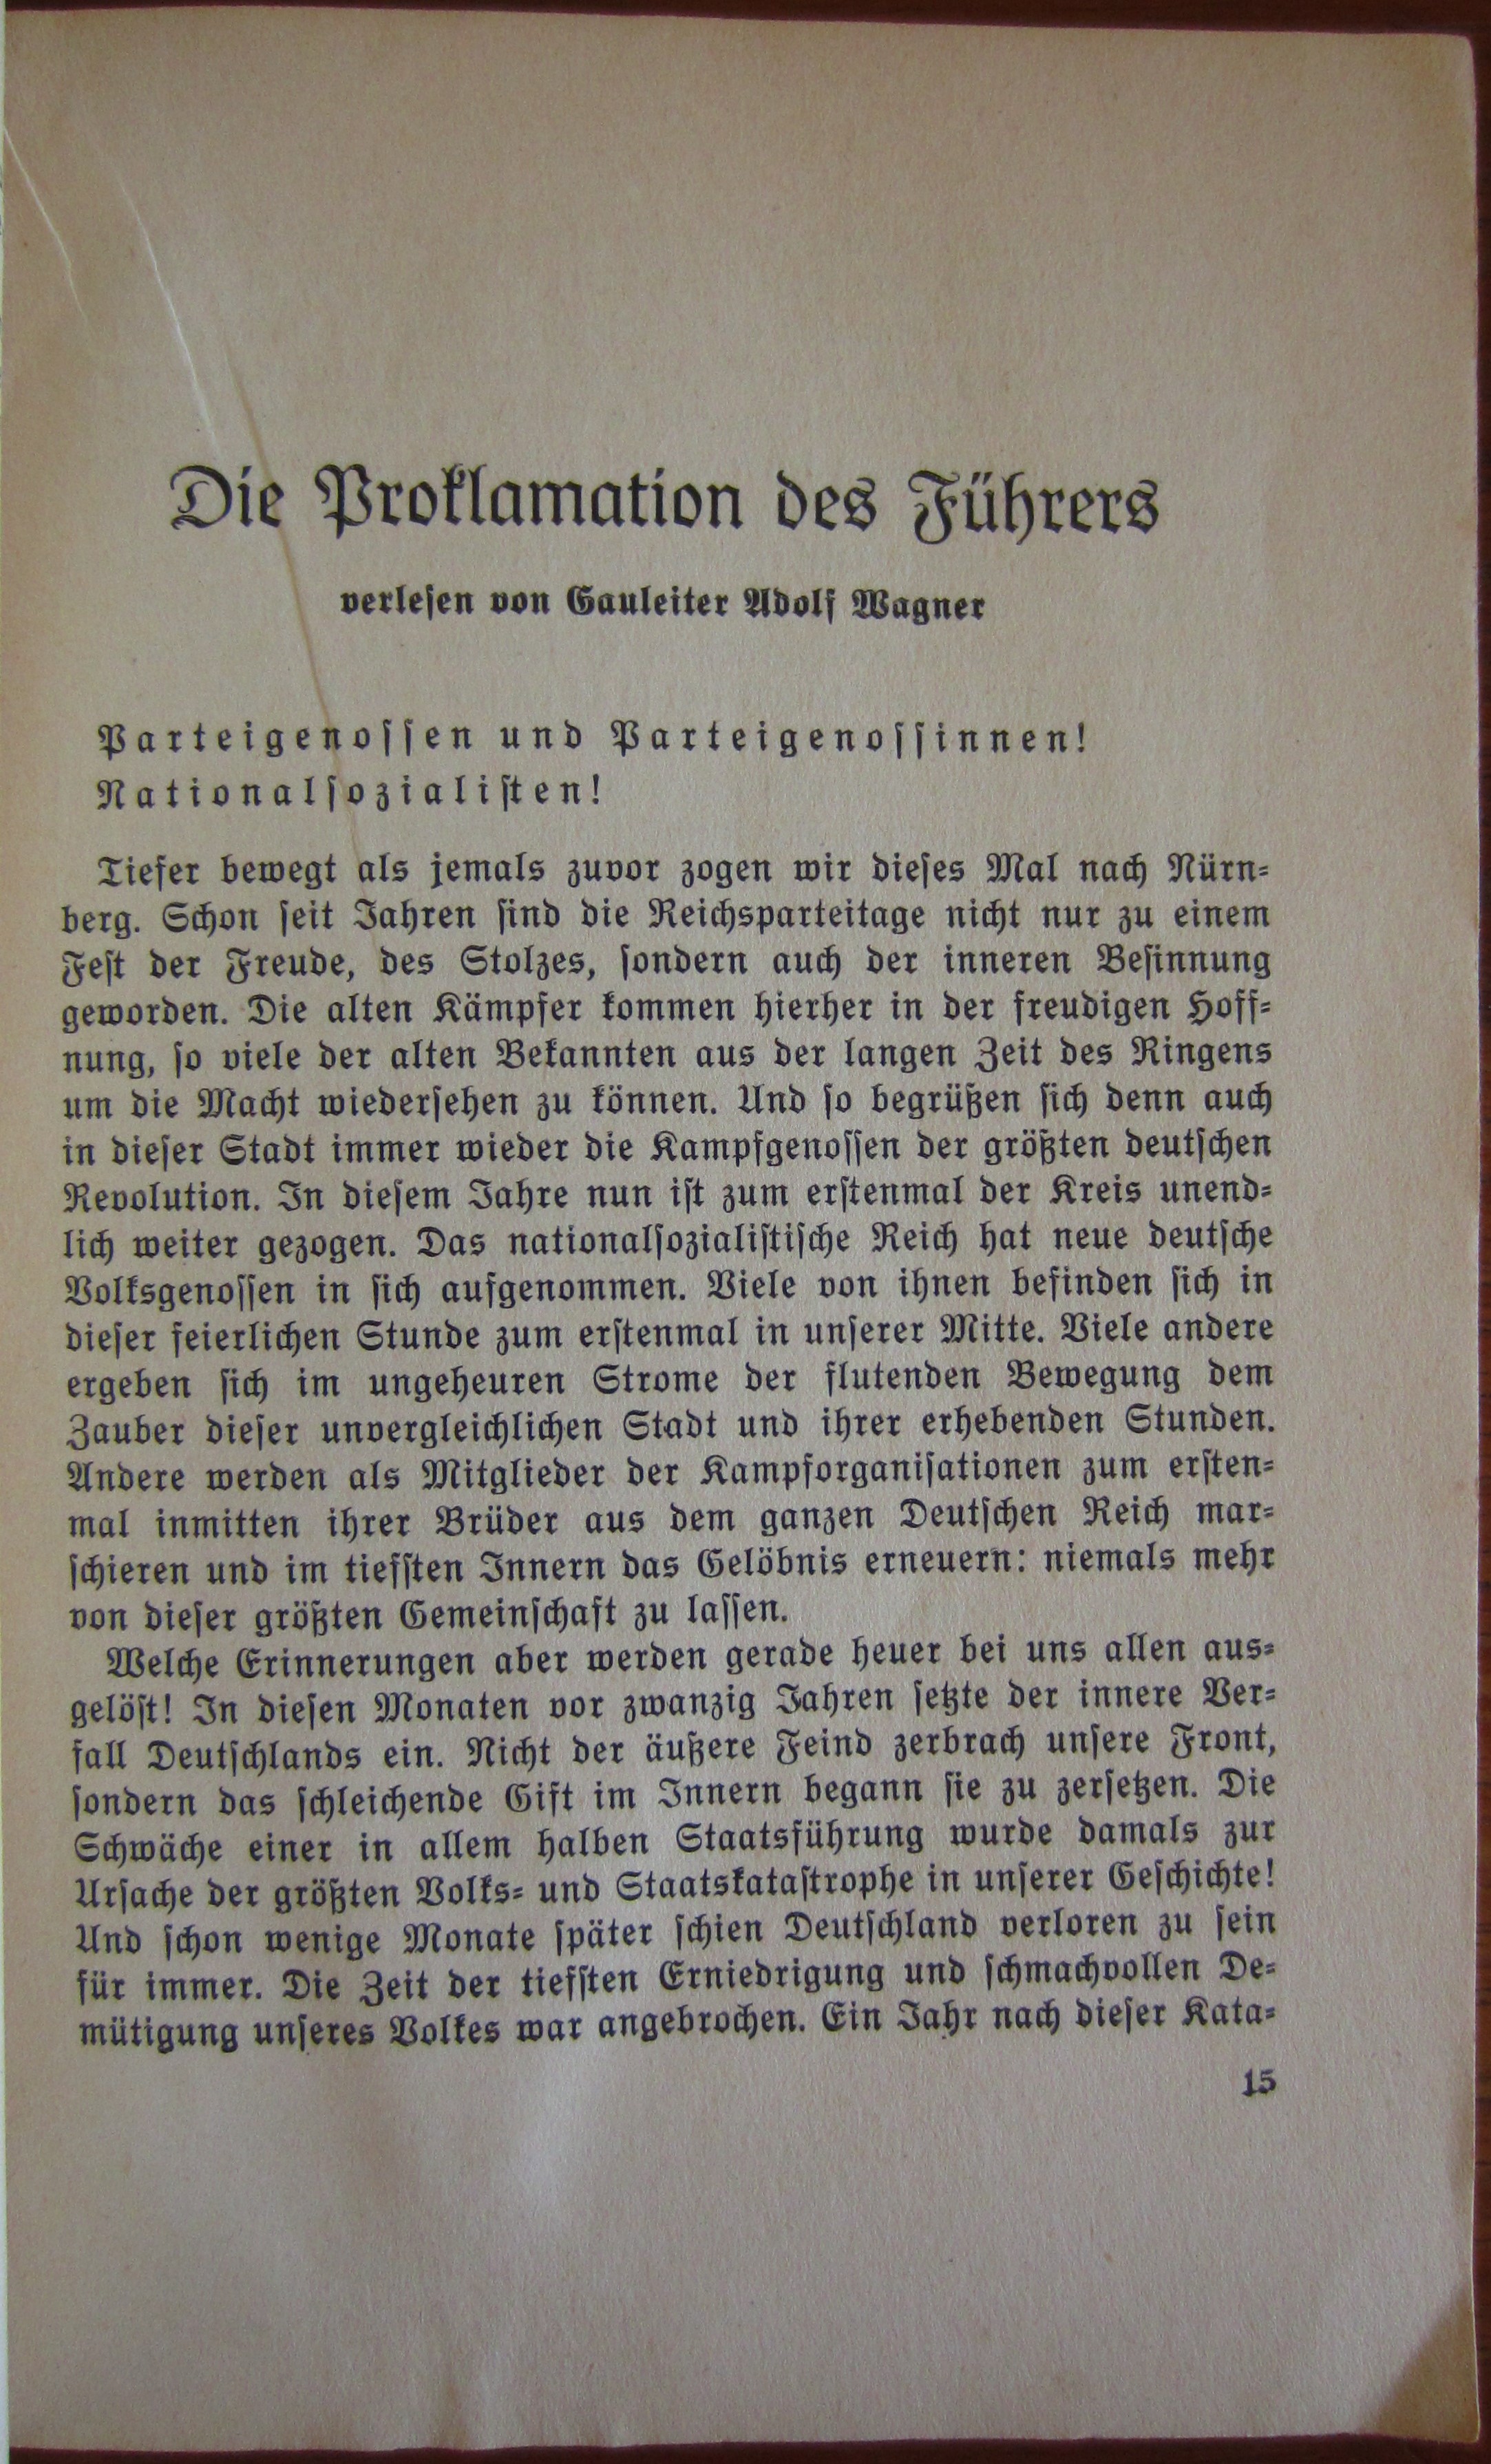 Die Proklamation des Führers
verlesen von Gauleiter Adolf Wagner
Parteigenossen und Parteigenossinnen!
Nationalsozialisten!
Tiefer bewegt als jemals zuvor zogen wir dieses Mal nach Nürn-
berg. Schon seit Jahren sind die Reichsparteitage nicht nur zu einem
Fest der Freude, des Stolzes, sondern auch der inneren Besinnung
geworden. Die alten Kämpfer kommen hierher in der freudigen Hoff-
nung, so viele der alten Bekannten aus der langen Zeit des Ringens
um die Macht wiedersehen zu können. Und so begrüßen sich denn auch
in dieser Stadt immer wieder die Kampfgenossen der größten deutschen
Revolution. In diesem Jahre nun ist zum erstenmal der Kreis unend-
lich weiter gezogen. Das nationalsozialistische Reich hat neue deutsche
Volksgenossen in sich aufgenommen. Viele von ihnen befinden sich in
dieser feierlichen Stunde zum erstenmal in unserer Mitte. Viele andere
ergeben sich im ungeheuren Strome der flutenden Bewegung dem
Zauber dieser unvergleichlichen Stadt und ihrer erhebenden Stunden.
Andere werden als Mitglieder der Kampforganisationen zum ersten-
mal inmitten ihrer Brüder aus dem ganzen Deutschen Reich mar-
schieren und im tiefsten Innern das Gelöbnis erneuern: niemals mehr
von dieser größten Gemeinschaft zu lassen.
Welche Erinnerungen aber werden gerade heuer bei uns allen aus-
gelöst! In diesen Monaten vor zwanzig Jahren setzte der innere Ver-
fall Deutschlands ein. Nicht der äußere Feind zerbrach unsere Front,
sondern das schleichende Gift im Innern begann sie zu zersetzen. Die
Schwäche einer in allem halben Staatsführung wurde damals zur
Ursache der größten Volks- und Staatskatastrophe in unserer Geschichte!
Und schon wenige Monate später schien Deutschland verloren zu sein
für immer. Die Zeit der tiefsten Erniedrigung und schmachvollen De-
mütigung unseres Volkes war angebrochen. Ein Jahr nach dieser Kata-
15